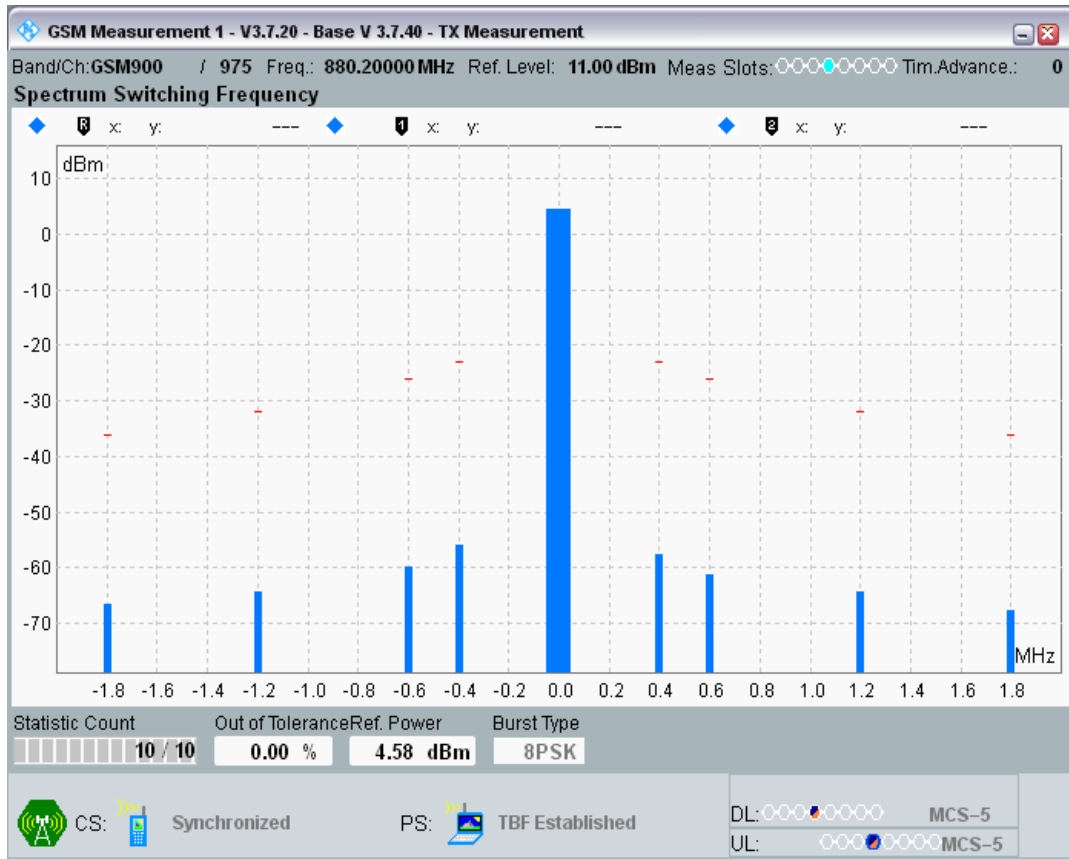 GSM Measurement 1 - V3.7.20 - Base V 3.7.40 - TX Measurement
Band/Ch:GSM900 / 975 Freq.: 880.20000 MHz Ref. Level: 11.00 dBm Meas Slots: Tim.Advance.: 0
Spectrum Switching Frequency
R x: y: --- 1 x: y: --- 2 x: y: ---
dBm
10
0
-10
-20
-30
-40
-50
-60
-70
MHz
-1.8 -1.6 -1.4 -1.2 -1.0 -0.8 -0.6 -0.4 -0.2 0.0 0.2 0.4 0.6 0.8 1.0 1.2 1.4 1.6 1.8
Statistic Count Out of Tolerance Ref. Power Burst Type
10 / 10 0.00 % 4.58 dBm 8PSK
CS: Synchronized PS: TBF Established
DL: MCS-5
UL: MCS-5